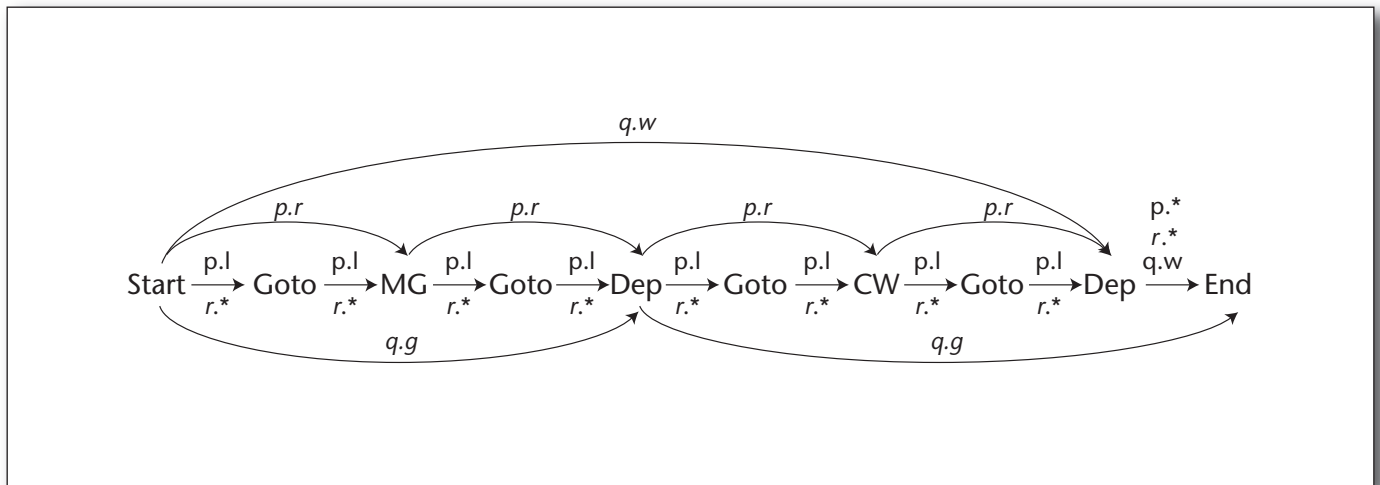 q.w
p.r p.r p.r p.r p.*
r.*
p.l p.l p.l p.l p.l p.l p.l p.l q.w
Start Goto MG Goto Dep Goto CW Goto Dep End
r.* r.* r.* r.* r.* r.* r.* r.*
q.g q.g